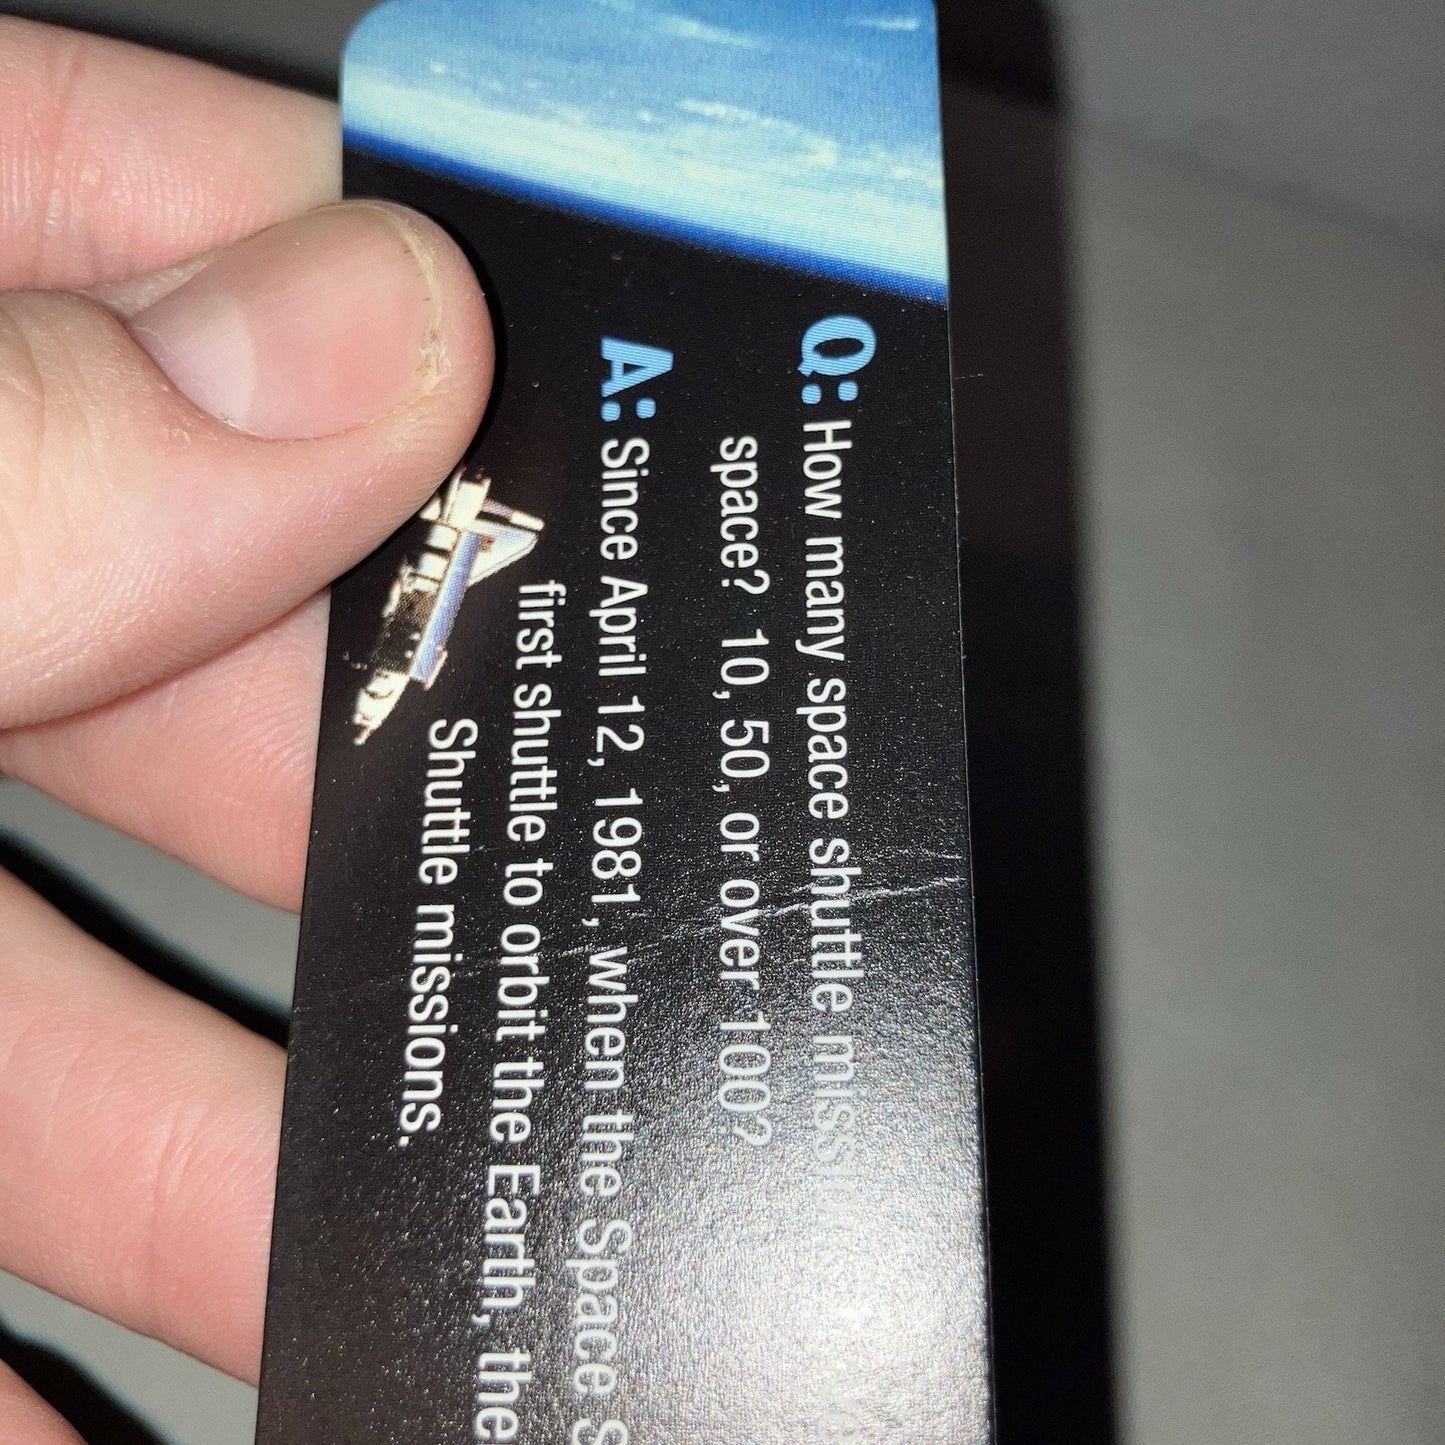 Q: How many space shuttle missions
space? 10, 50, or over 100?
A: Since April 12, 1981, when the Space S
first shuttle to orbit the Earth, the
Shuttle missions.